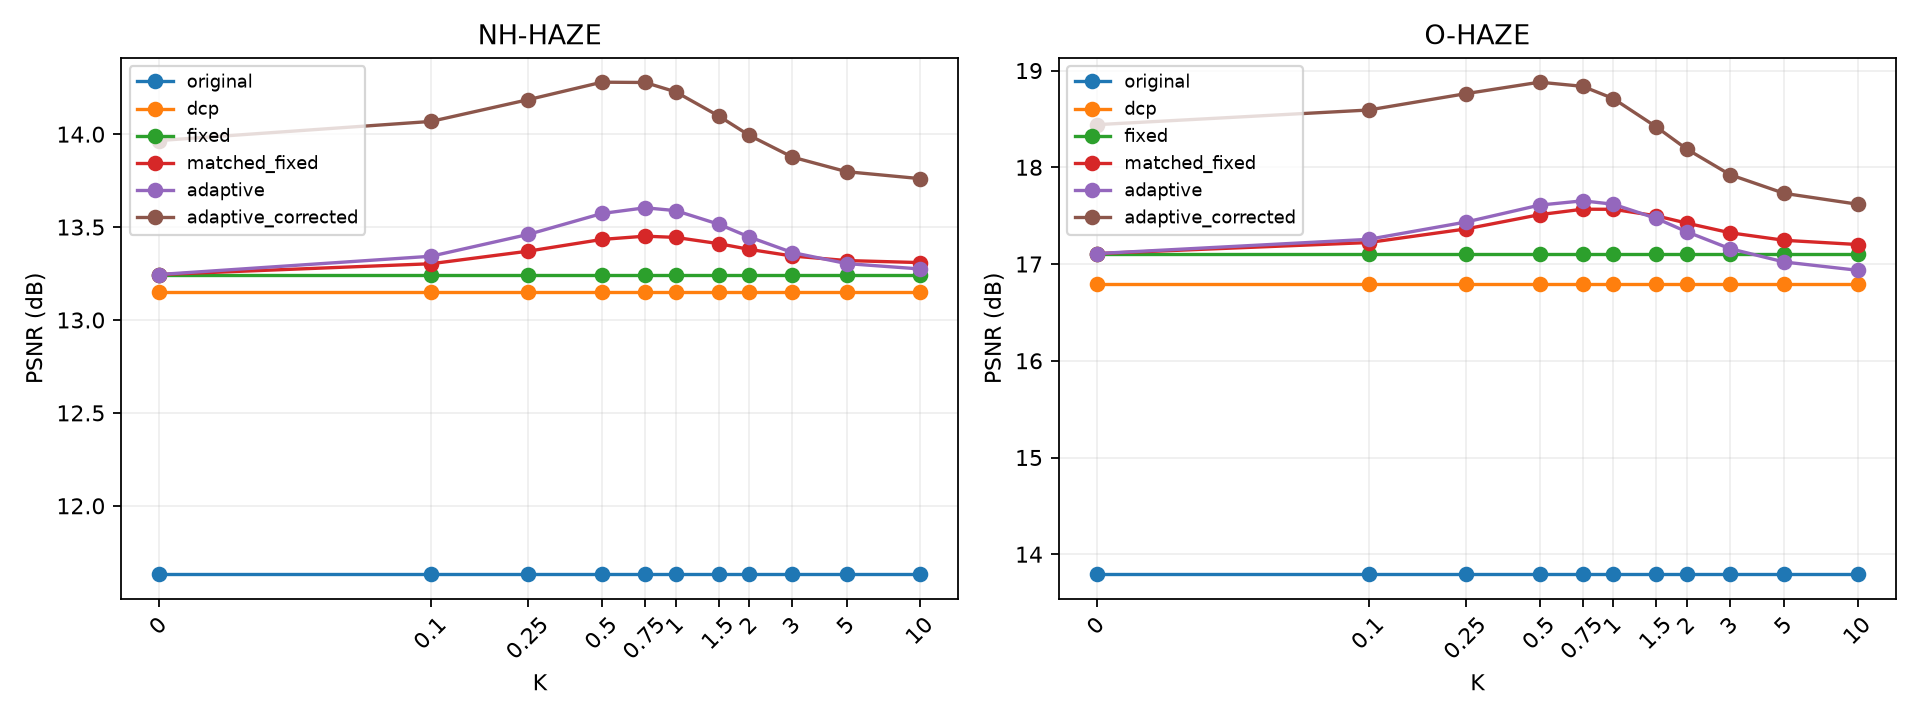 NH-HAZE
original
dcp
fixed
matched_fixed
adaptive
adaptive_corrected
PSNR (dB)
14.0
13.5
13.0
12.5
12.0
0
0.1
0.25
0.5
0.75
1
1.5
2
3
5
10
K
O-HAZE
original
dcp
fixed
matched_fixed
adaptive
adaptive_corrected
PSNR (dB)
19
18
17
16
15
14
0
0.1
0.25
0.5
0.75
1
1.5
2
3
5
10
K